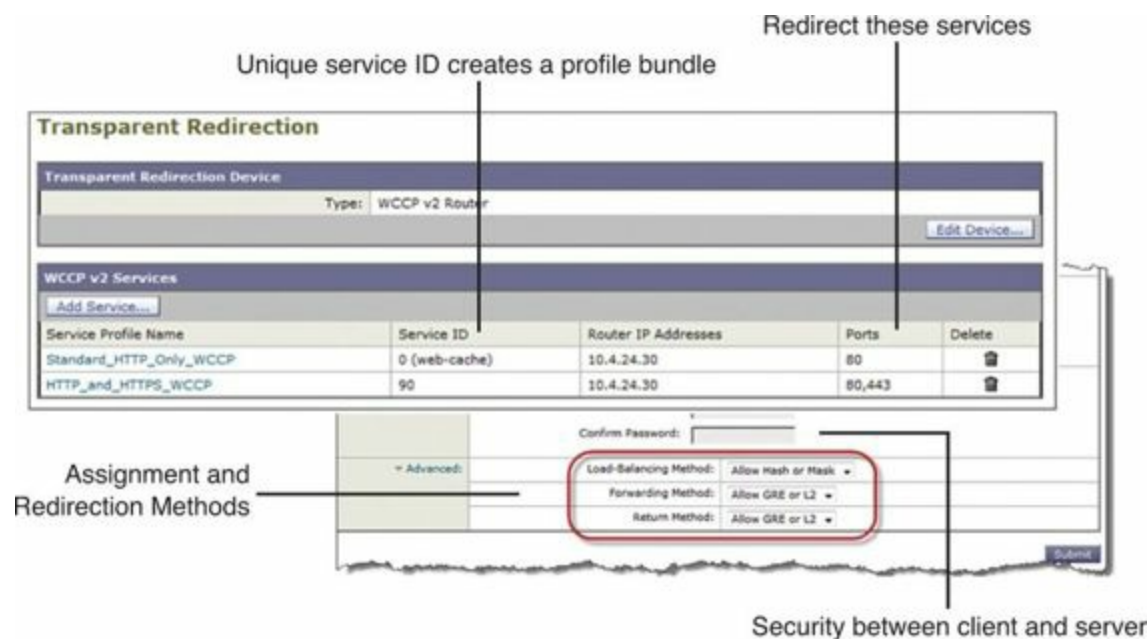 Redirect these services
Unique service ID creates a profile bundle
Transparent Redirection
Transparent Redirection Device
Type: WCCP v2 Router
Edit Device...
WCCP v2 Services
Add Service...
Service Profile Name Service ID Router IP Addresses Ports Delete
Standard_HTTP_Only_WCCP 0 (web-cache) 10.4.24.30 80
HTTP_and_HTTPS_WCCP 90 10.4.24.30 80,443
Confirm Password:
Assignment and
Redirection Methods
Advanced:
Load-Balancing Method: Allow Hash or Mask
Forwarding Method: Allow GRE or L2
Return Method: Allow GRE or L2
Submit
Security between client and server